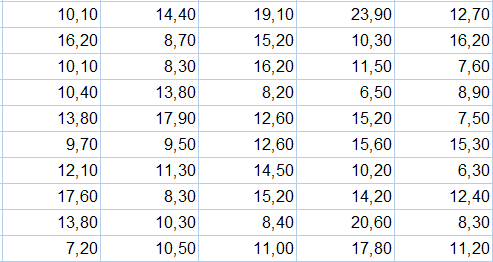 10,10 14,40 19,10 23,90 12,70
16,20 8,70 15,20 10,30 16,20
10,10 8,30 16,20 11,50 7,60
10,40 13,80 8,20 6,50 8,90
13,80 17,90 12,60 15,20 7,50
9,70 9,50 12,60 15,60 15,30
12,10 11,30 14,50 10,20 6,30
17,60 8,30 15,20 14,20 12,40
13,80 10,30 8,40 20,60 8,30
7,20 10,50 11,00 17,80 11,20